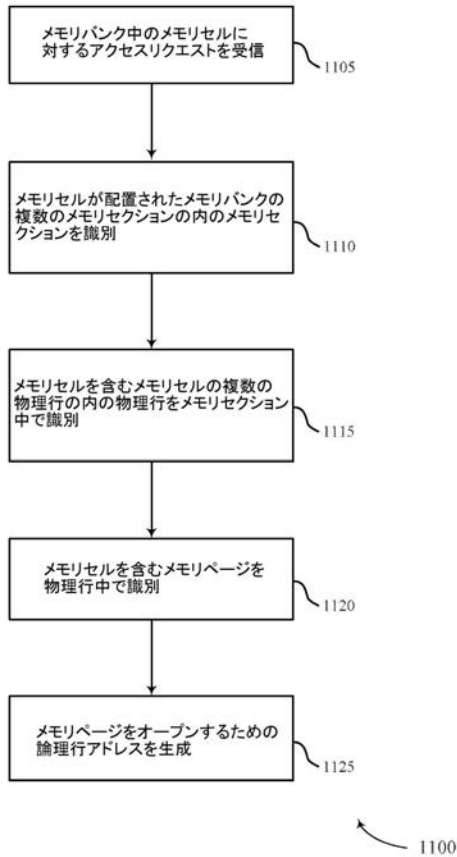 メモリバンク中のメモリセルに
対するアクセスリクエストを受信
1105
メモリセルが配置されたメモリバンクの
複数のメモリセクションの内のメモリセ
クションを識別
1110
メモリセルを含むメモリセルの複数の
物理行の内の物理行をメモリセクション
中で識別
1115
メモリセルを含むメモリページを
物理行中で識別
1120
メモリページをオープンするための
論理行アドレスを生成
1125
1100